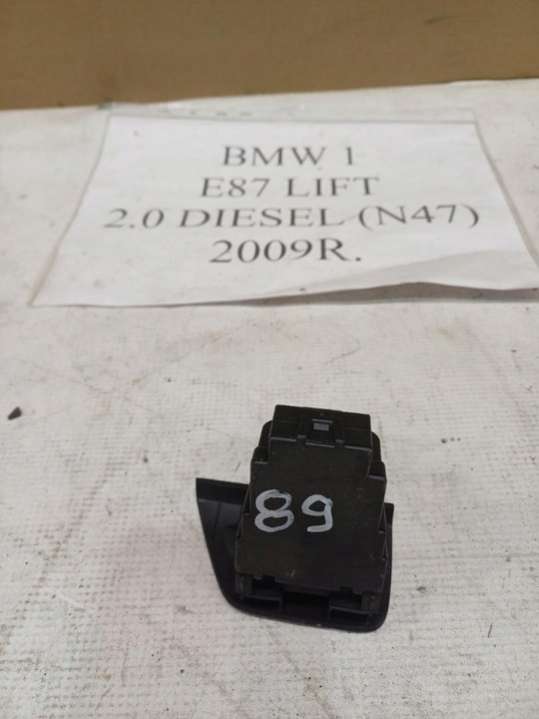 BMW 1
E87 LIFT
2.0 DIESEL (N47)
2009R.
89